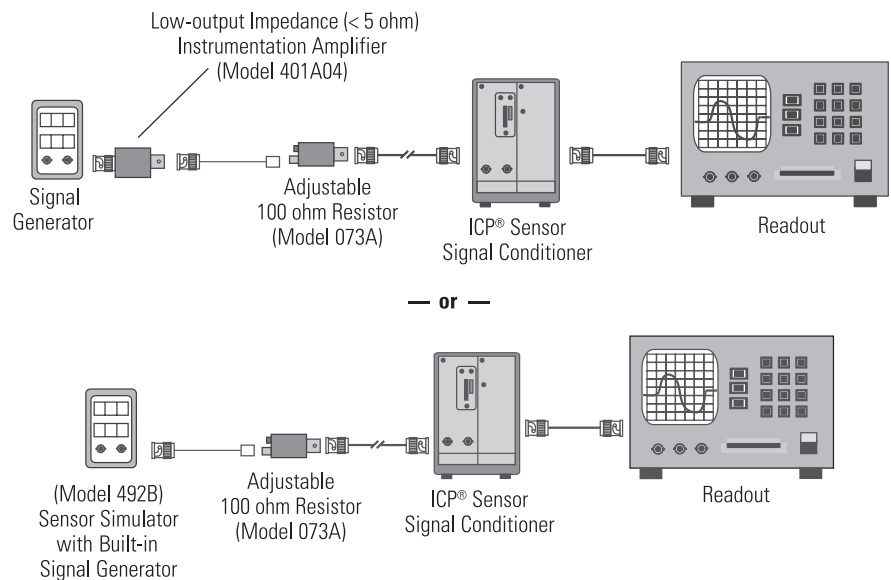 Low-output Impedance (< 5 ohm)
Instrumentation Amplifier
(Model 401A04)
Signal
Generator
Adjustable
100 ohm Resistor
(Model 073A)
ICP® Sensor
Signal Conditioner
Readout
— or —
(Model 492B)
Sensor Simulator
with Built-in
Signal Generator
Adjustable
100 ohm Resistor
(Model 073A)
ICP® Sensor
Signal Conditioner
Readout